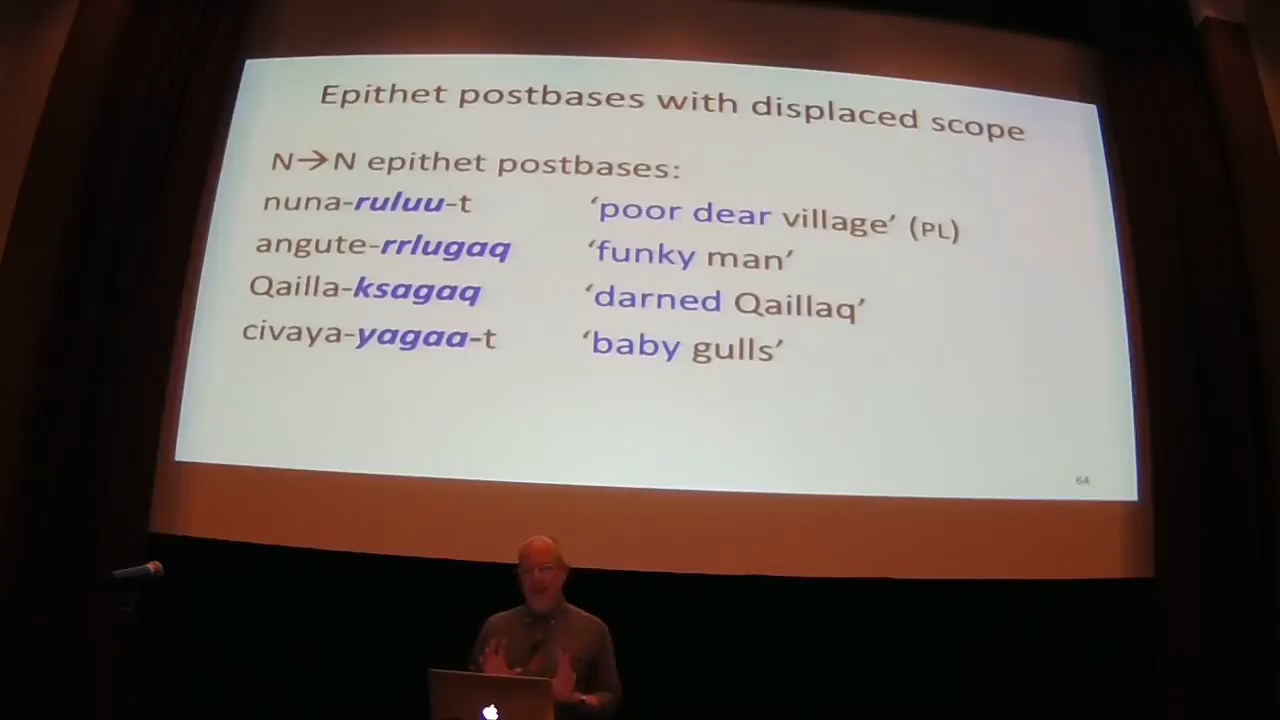 Epithet postbases with displaced scope
N→N epithet postbases:
nuna-ruluu-t ‘poor dear village’ (PL)
angute-rrlugaq ‘funky man’
Qailla-ksagaq ‘darned Qaillaq’
civaya-yagaa-t ‘baby gulls’
64